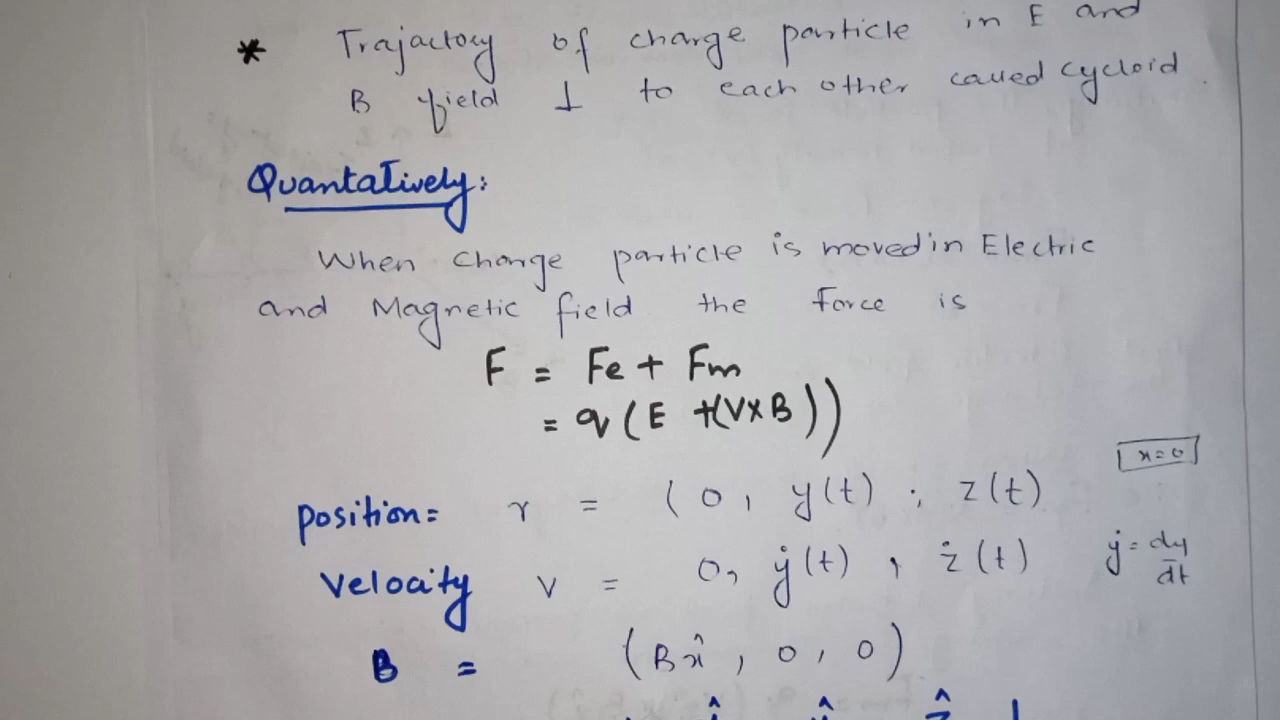 * Trajactory of charge particle in E and
B field ⊥ to each other called cycloid.
Quantatively:
When charge particle is moved in Electric
and Magnetic field the force is
F = Fe + Fm
= q (E +(V×B))
x=0
position= r = (0, y(t), z(t)
Velocity v = 0, ẏ(t), ż(t) ẏ = dy/dt
B = (Bx̂, 0, 0)